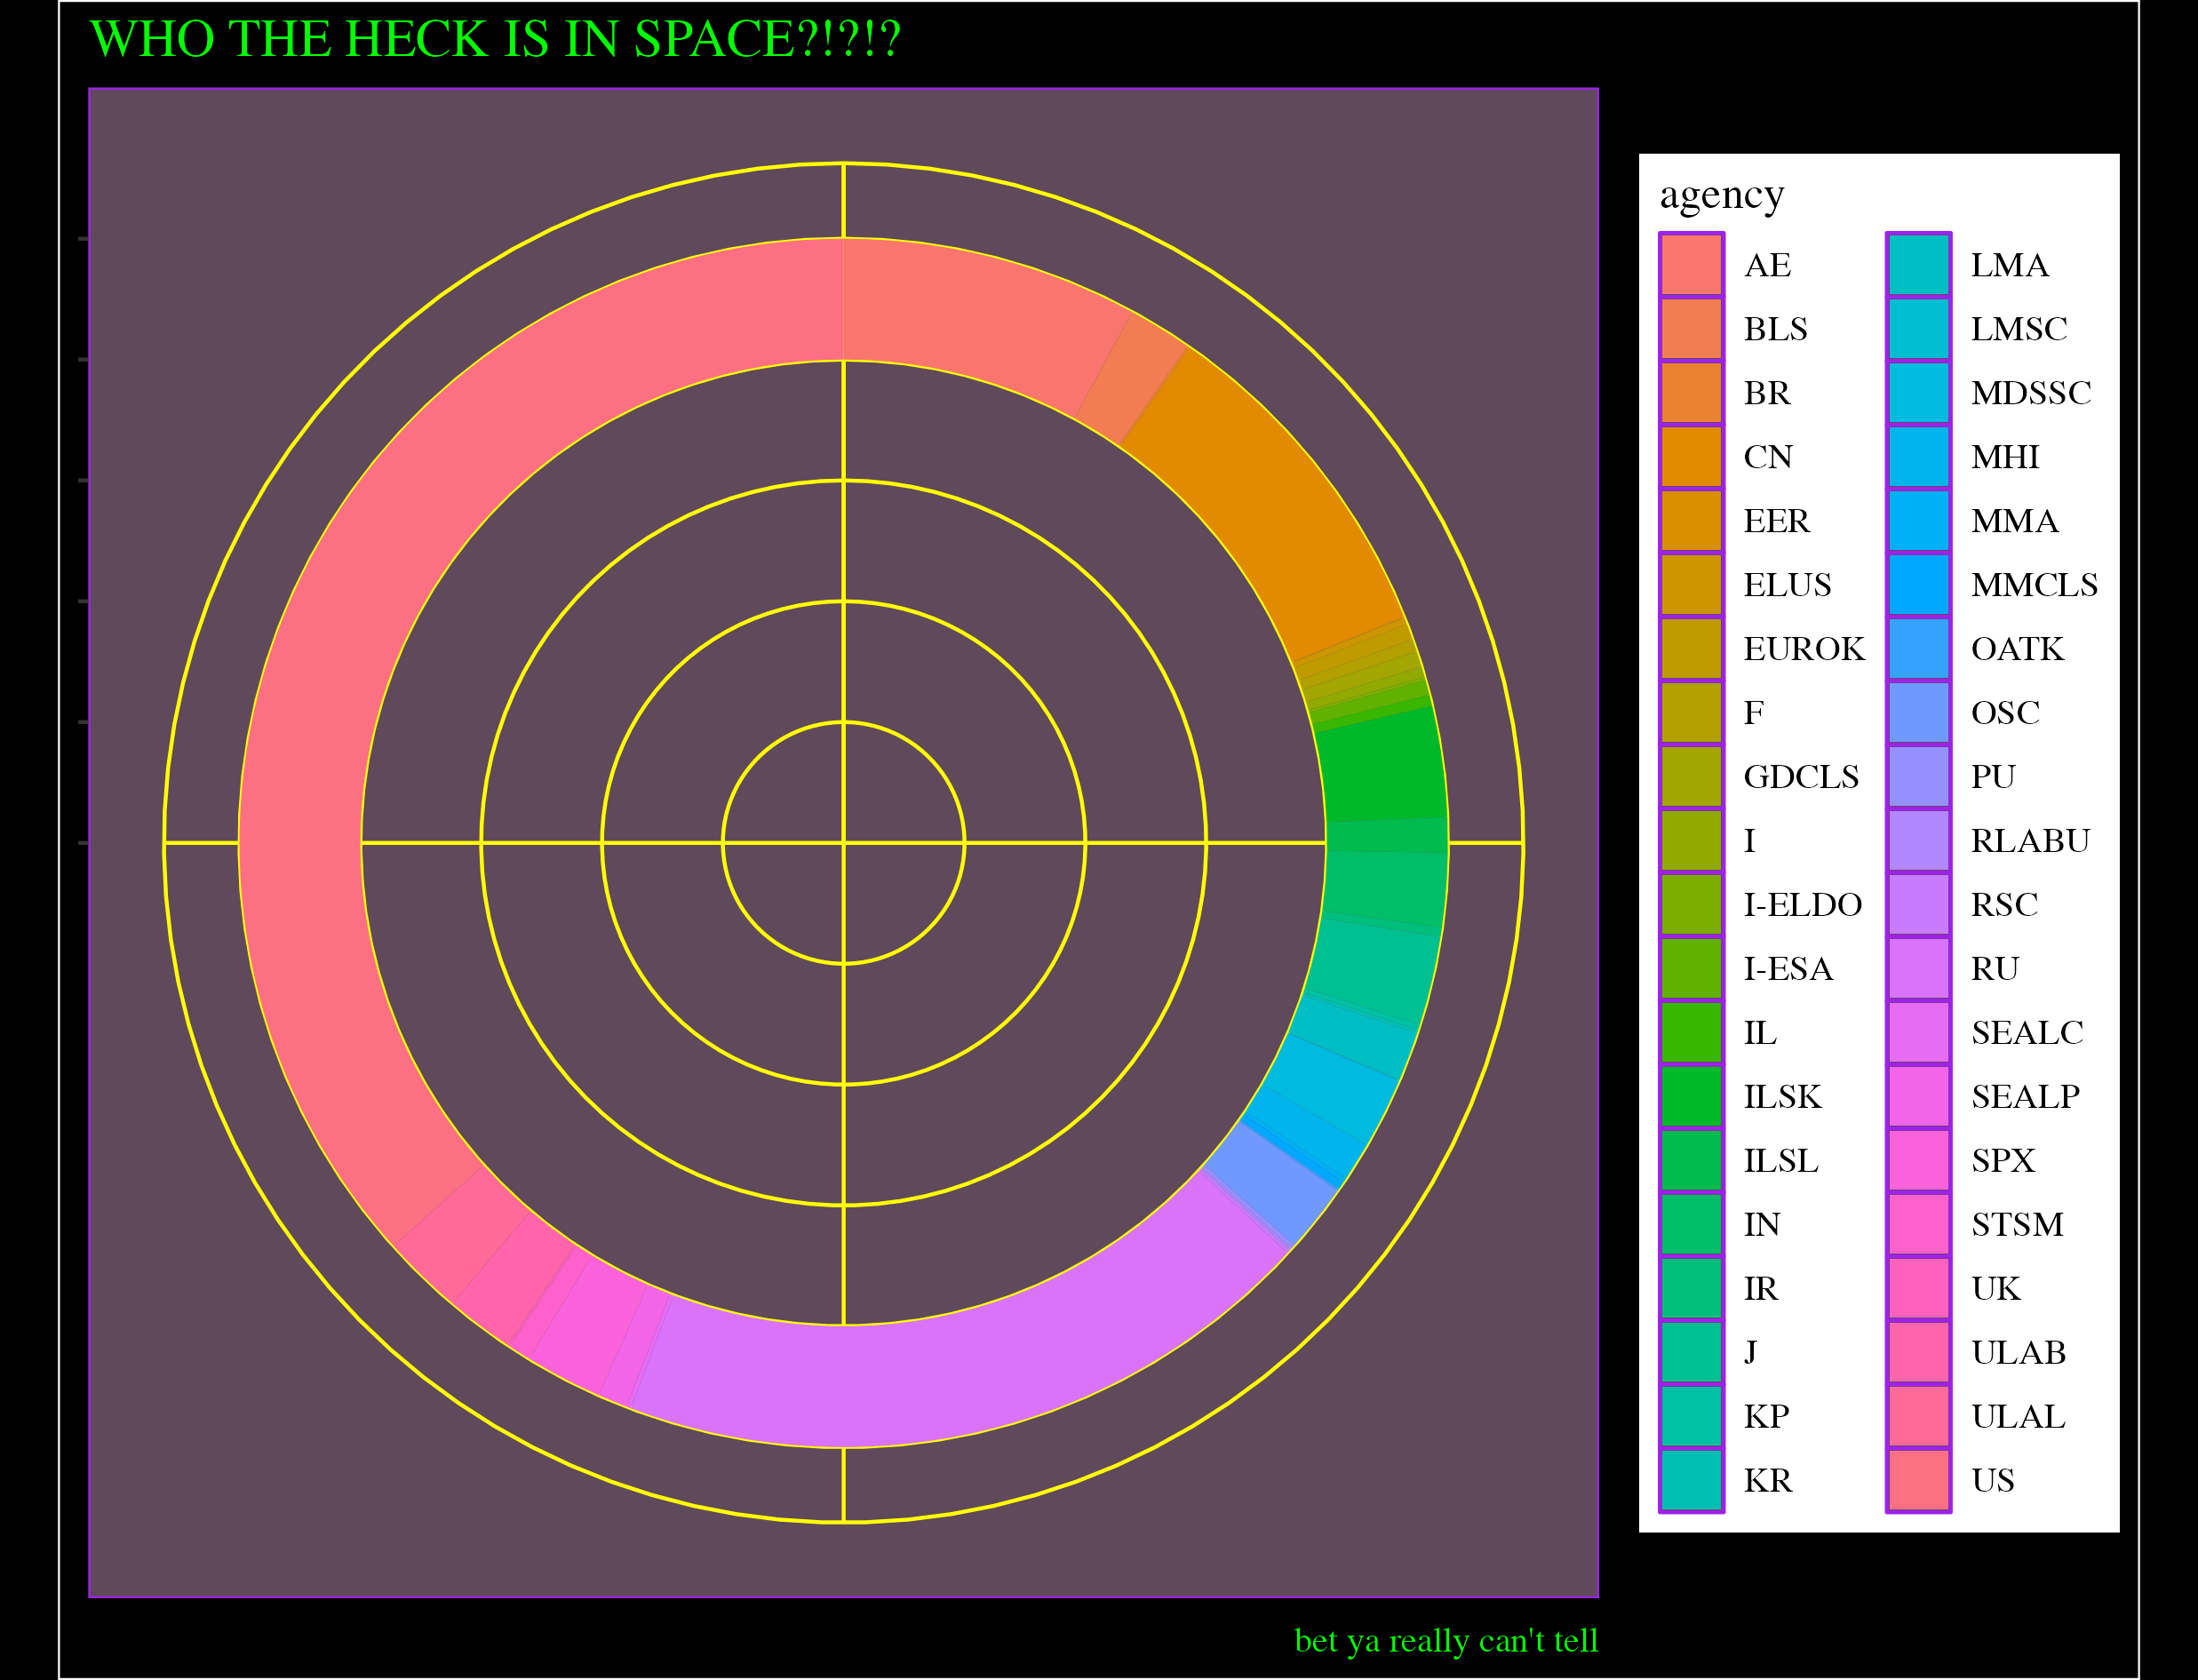 WHO THE HECK IS IN SPACE?!?!?
agency
AE
BLS
BR
CN
EER
ELUS
EUROK
F
GDCLS
I
I-ELDO
I-ESA
IL
ILSK
ILSL
IN
IR
J
KP
KR
LMA
LMSC
MDSSC
MHI
MMA
MMCLS
OATK
OSC
PU
RLABU
RSC
RU
SEALC
SEALP
SPX
STSM
UK
ULAB
ULAL
US
bet ya really can't tell